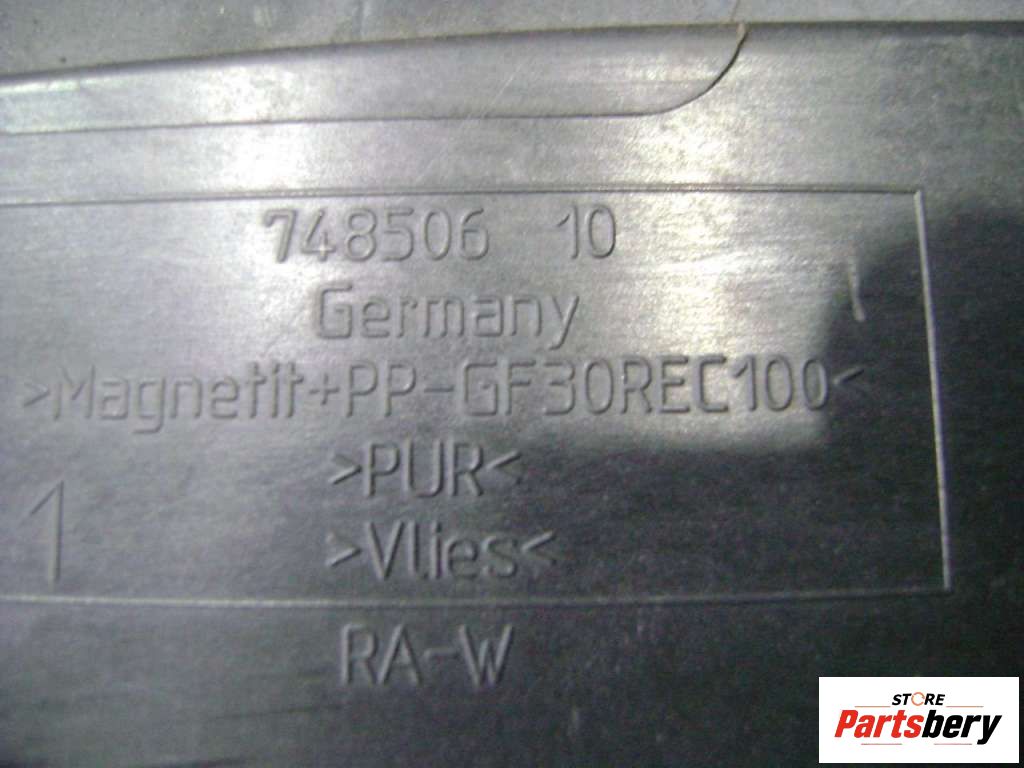 748506 10
Germany
>Magnetit+PP-GF30REC100<
>PUR<
1
>Vlies<
RA-W
STORE
Partsbery